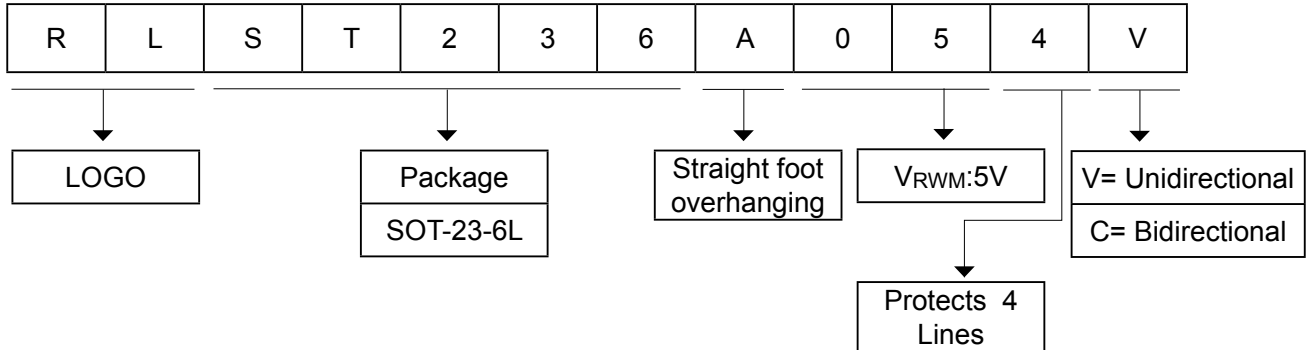 R L S T 2 3 6 A 0 5 4 V
LOGO
Package
SOT-23-6L
Straight foot
overhanging
VRWM:5V
V= Unidirectional
C= Bidirectional
Protects 4
Lines